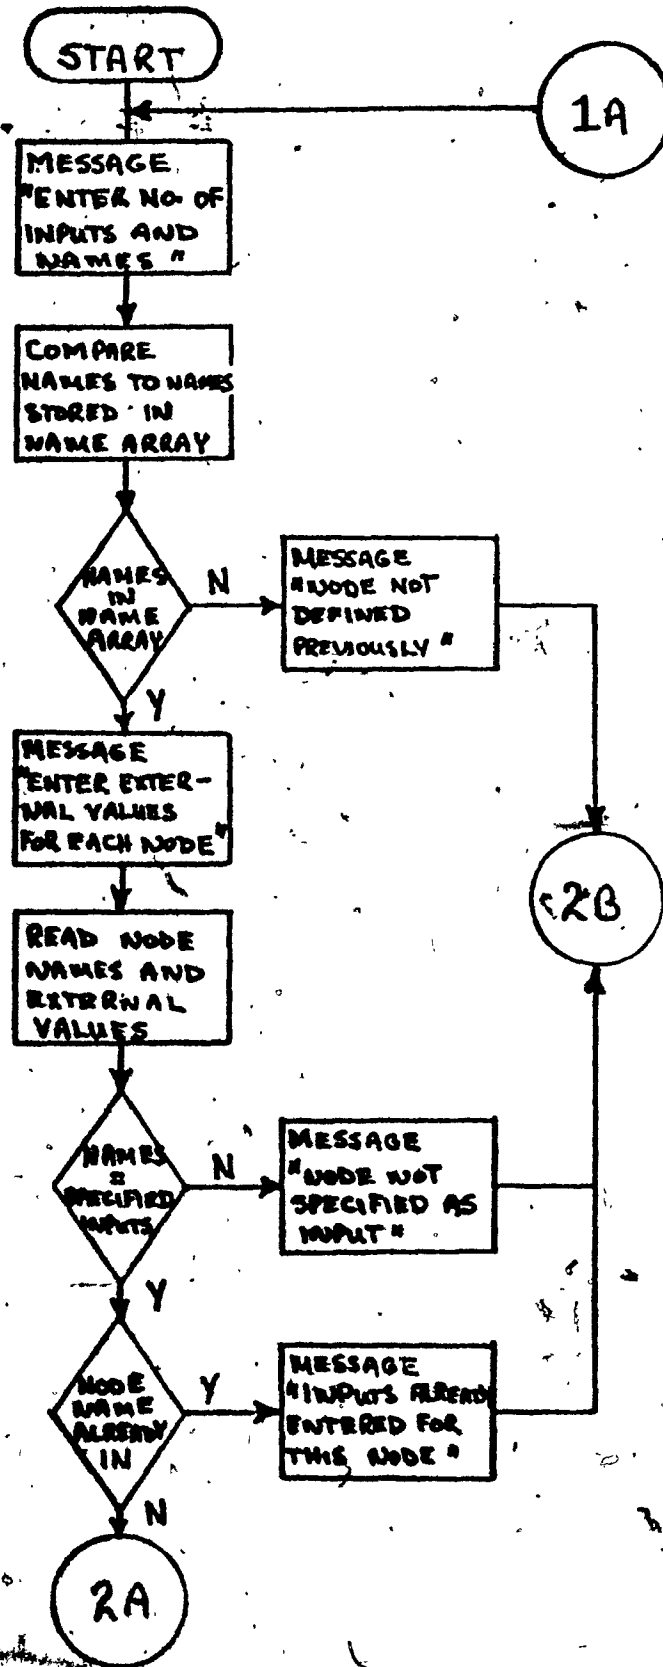 START
1A
MESSAGE
"ENTER NO. OF
INPUTS AND
NAMES "
COMPARE
NAMES TO NAMES
STORED IN
NAME ARRAY
NAMES
IN
NAME
ARRAY
N
MESSAGE
"NODE NOT
DEFINED
PREVIOUSLY "
Y
MESSAGE
"ENTER EXTER-
NAL VALUES
FOR EACH NODE"
2B
READ NODE
NAMES AND
EXTERNAL
VALUES
NAMES
=
SPECIFIED
INPUTS
N
MESSAGE
"NODE NOT
SPECIFIED AS
INPUT"
Y
NODE
NAME
ALREADY
IN
Y
MESSAGE
"INPUTS ALREADY
ENTERED FOR
THIS NODE "
N
2A